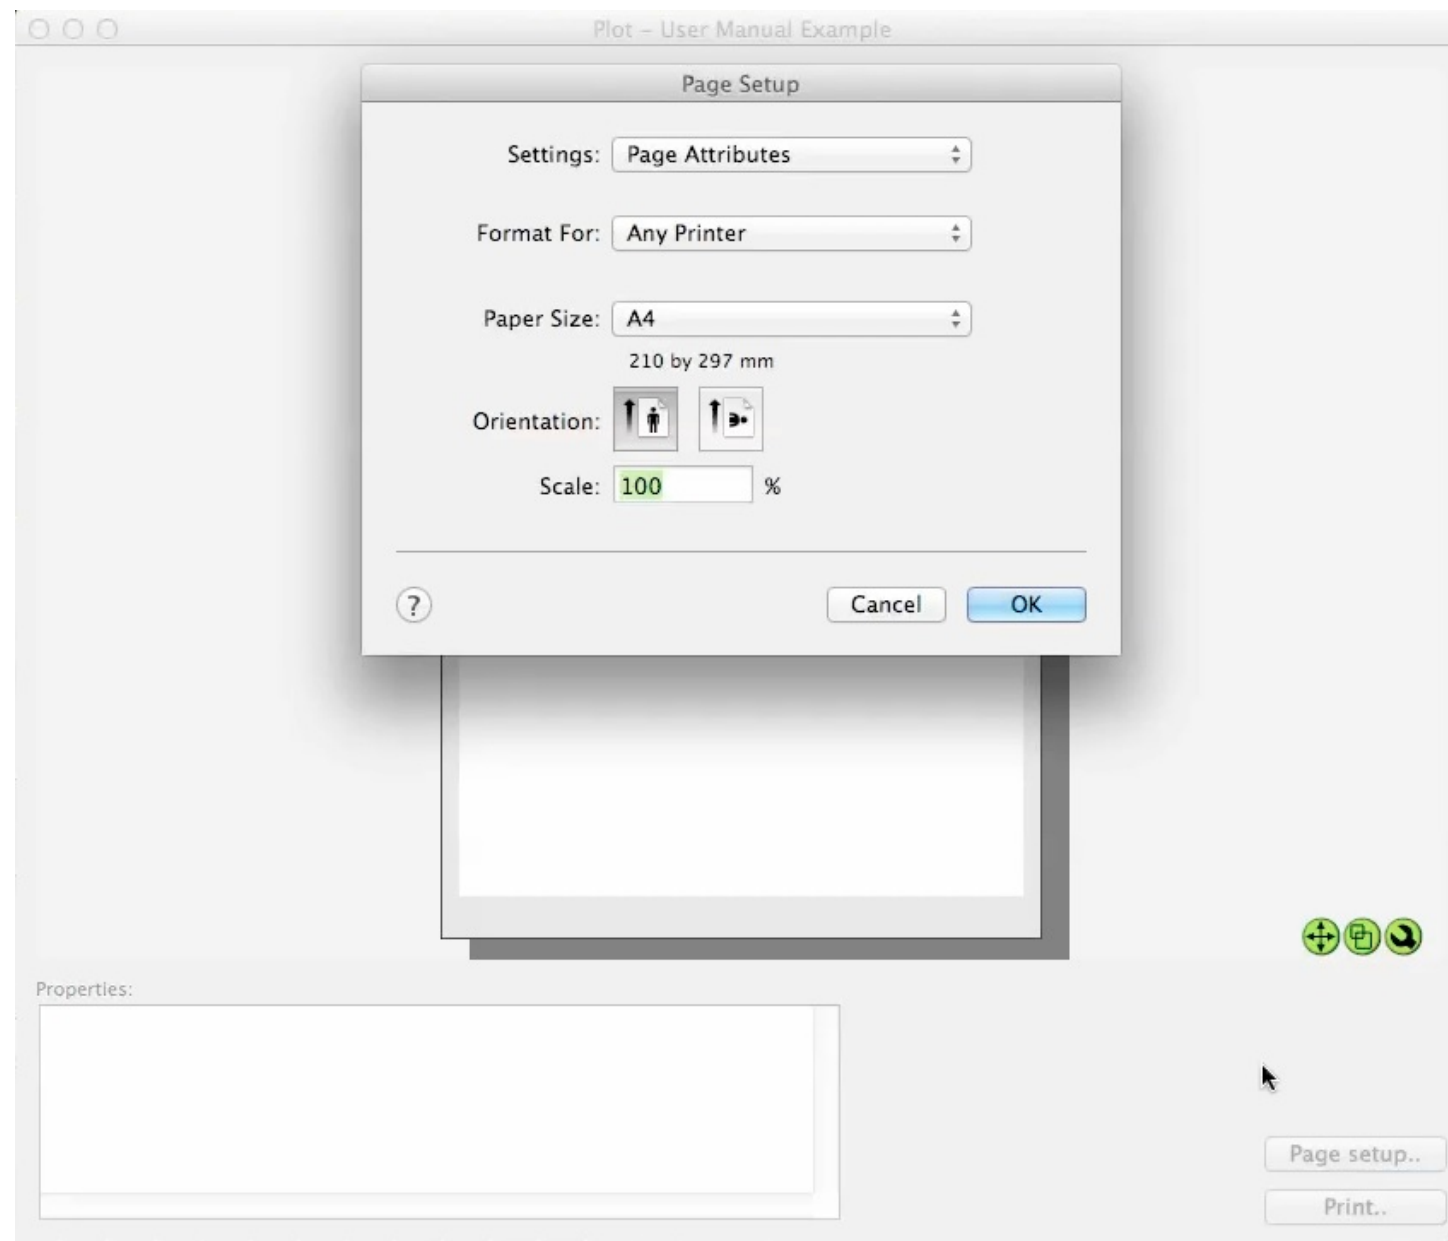 Plot – User Manual Example
Page Setup
Settings: Page Attributes
Format For: Any Printer
Paper Size: A4
210 by 297 mm
Orientation:
Scale: 100 %
? Cancel OK
Properties:
Page setup..
Print..